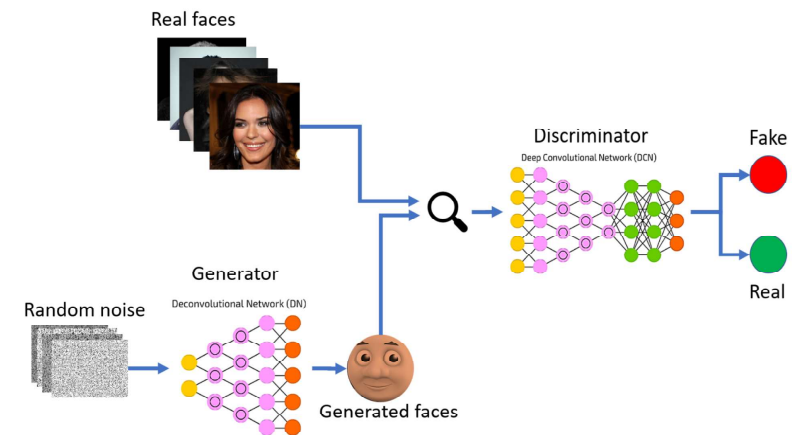 Real faces
Discriminator
Deep Convolutional Network (DCN)
Fake
Real
Generator
Deconvolutional Network (DN)
Random noise
Generated faces